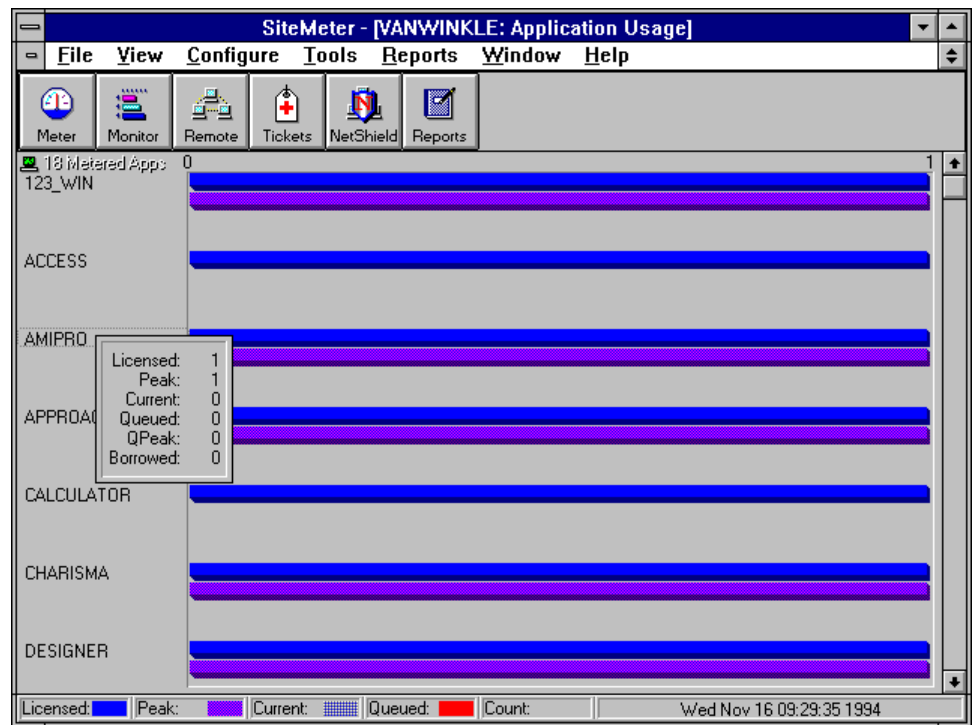 SiteMeter - [VANWINKLE: Application Usage]
File View Configure Tools Reports Window Help
Meter Monitor Remote Tickets NetShield Reports
18 Metered Apps 0 1
123_WIN
ACCESS
AMIPRO
Licensed: 1
Peak: 1
Current: 0
APPROAC Queued: 0
QPeak: 0
Borrowed: 0
CALCULATOR
CHARISMA
DESIGNER
Licensed: Peak: Current: Queued: Count: Wed Nov 16 09:29:35 1994